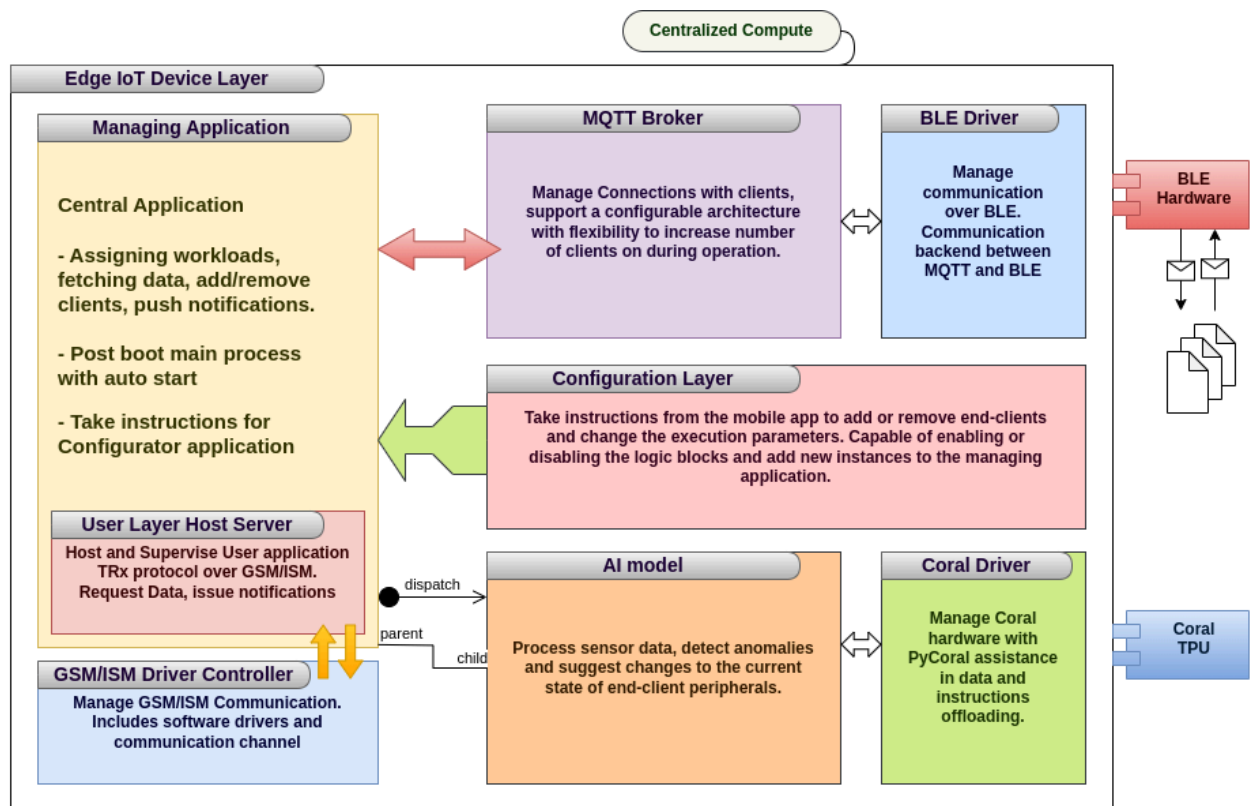 Centralized Compute
Edge IoT Device Layer
Managing Application
Central Application
- Assigning workloads,
fetching data, add/remove
clients, push notifications.
- Post boot main process
with auto start
- Take instructions for
Configurator application
User Layer Host Server
Host and Supervise User application
TRx protocol over GSM/ISM.
Request Data, issue notifications
GSM/ISM Driver Controller
Manage GSM/ISM Communication.
Includes software drivers and
communication channel
MQTT Broker
Manage Connections with clients,
support a configurable architecture
with flexibility to increase number
of clients on during operation.
BLE Driver
Manage
communication
over BLE.
Communication
backend between
MQTT and BLE
BLE
Hardware
Configuration Layer
Take instructions from the mobile app to add or remove end-clients
and change the execution parameters. Capable of enabling or
disabling the logic blocks and add new instances to the managing
application.
dispatch
parent
child
AI model
Process sensor data, detect anomalies
and suggest changes to the current
state of end-client peripherals.
Coral Driver
Manage Coral
hardware with
PyCoral assistance
in data and
instructions
offloading.
Coral
TPU